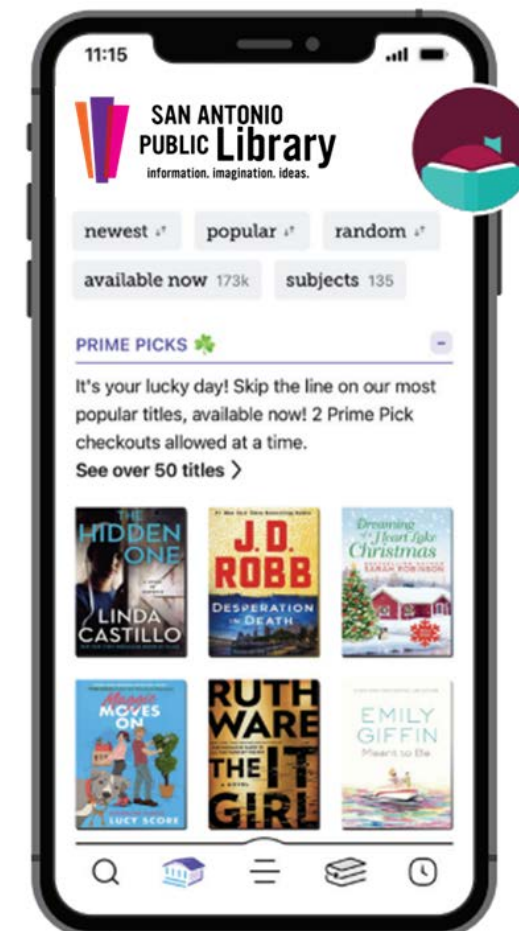 11:15
SAN ANTONIO
PUBLIC Library
information. imagination. ideas.
newest
popular
random
available now 173k
subjects 135
PRIME PICKS
It's your lucky day! Skip the line on our most
popular titles, available now! 2 Prime Pick
checkouts allowed at a time.
See over 50 titles >
THE
HIDDEN
ONE
LINDA
CASTILLO
J.D.
ROBB
DESPERATION
IN DEATH
Dreaming
of a Heart Lake
Christmas
SARAH ROBINSON
Maggie
MOVES
ON
LUCY SCORE
RUTH
WARE
THE IT
A NOVEL
GIRL
EMILY
GIFFIN
Meant to Be